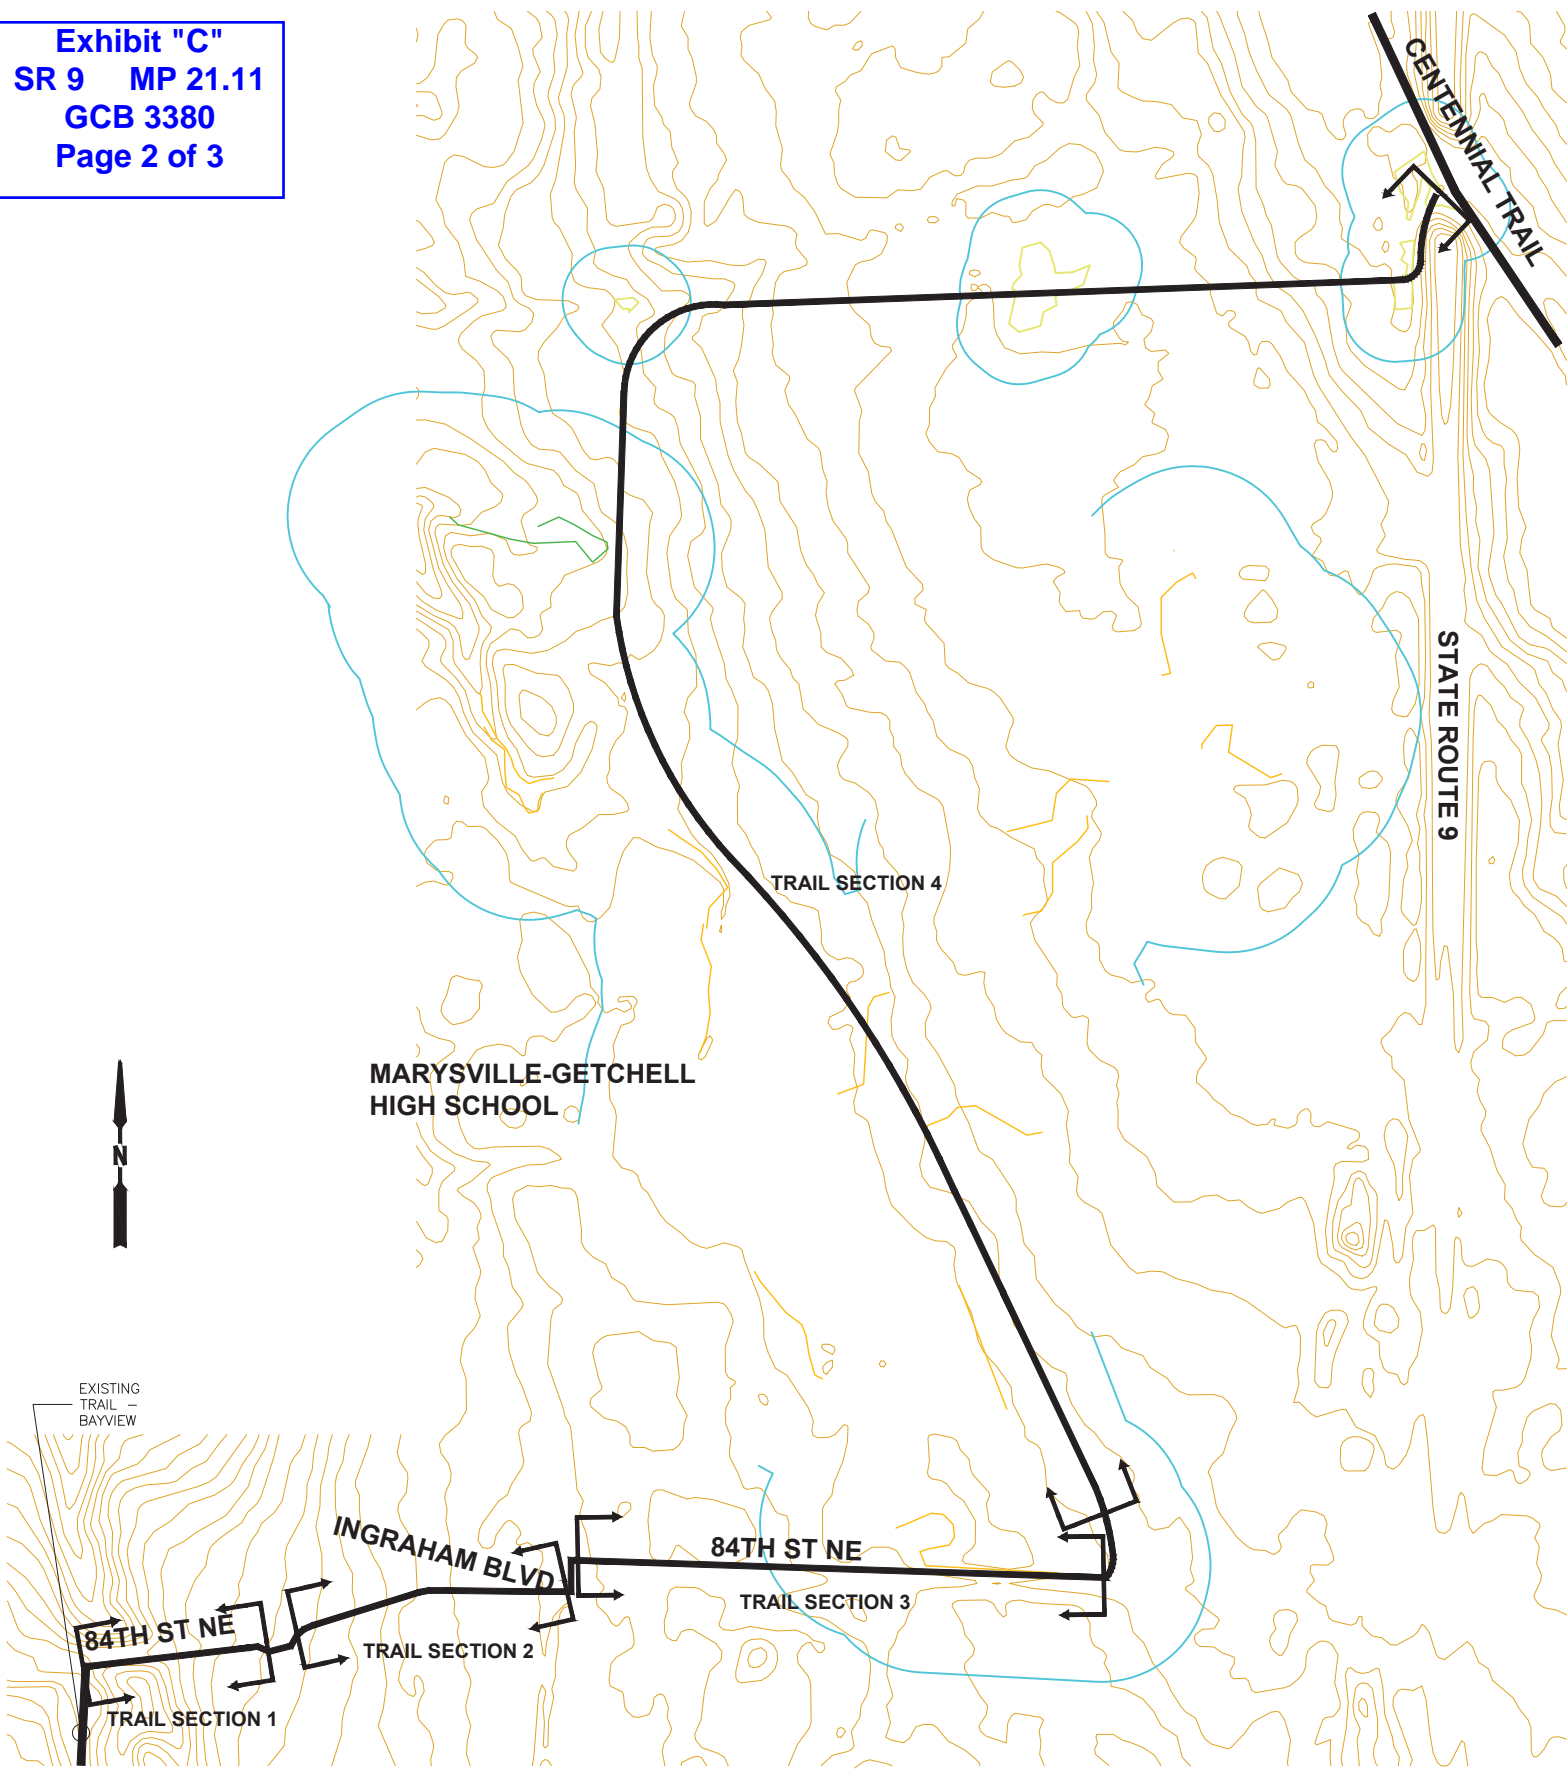 Exhibit "C"
SR 9 MP 21.11
GCB 3380
Page 2 of 3
CENTENNIAL TRAIL
STATE ROUTE 9
TRAIL SECTION 4
MARYSVILLE-GETCHELL
HIGH SCHOOL
N
EXISTING
TRAIL –
BAYVIEW
INGRAHAM BLVD
84TH ST NE
TRAIL SECTION 3
84TH ST NE
TRAIL SECTION 2
TRAIL SECTION 1